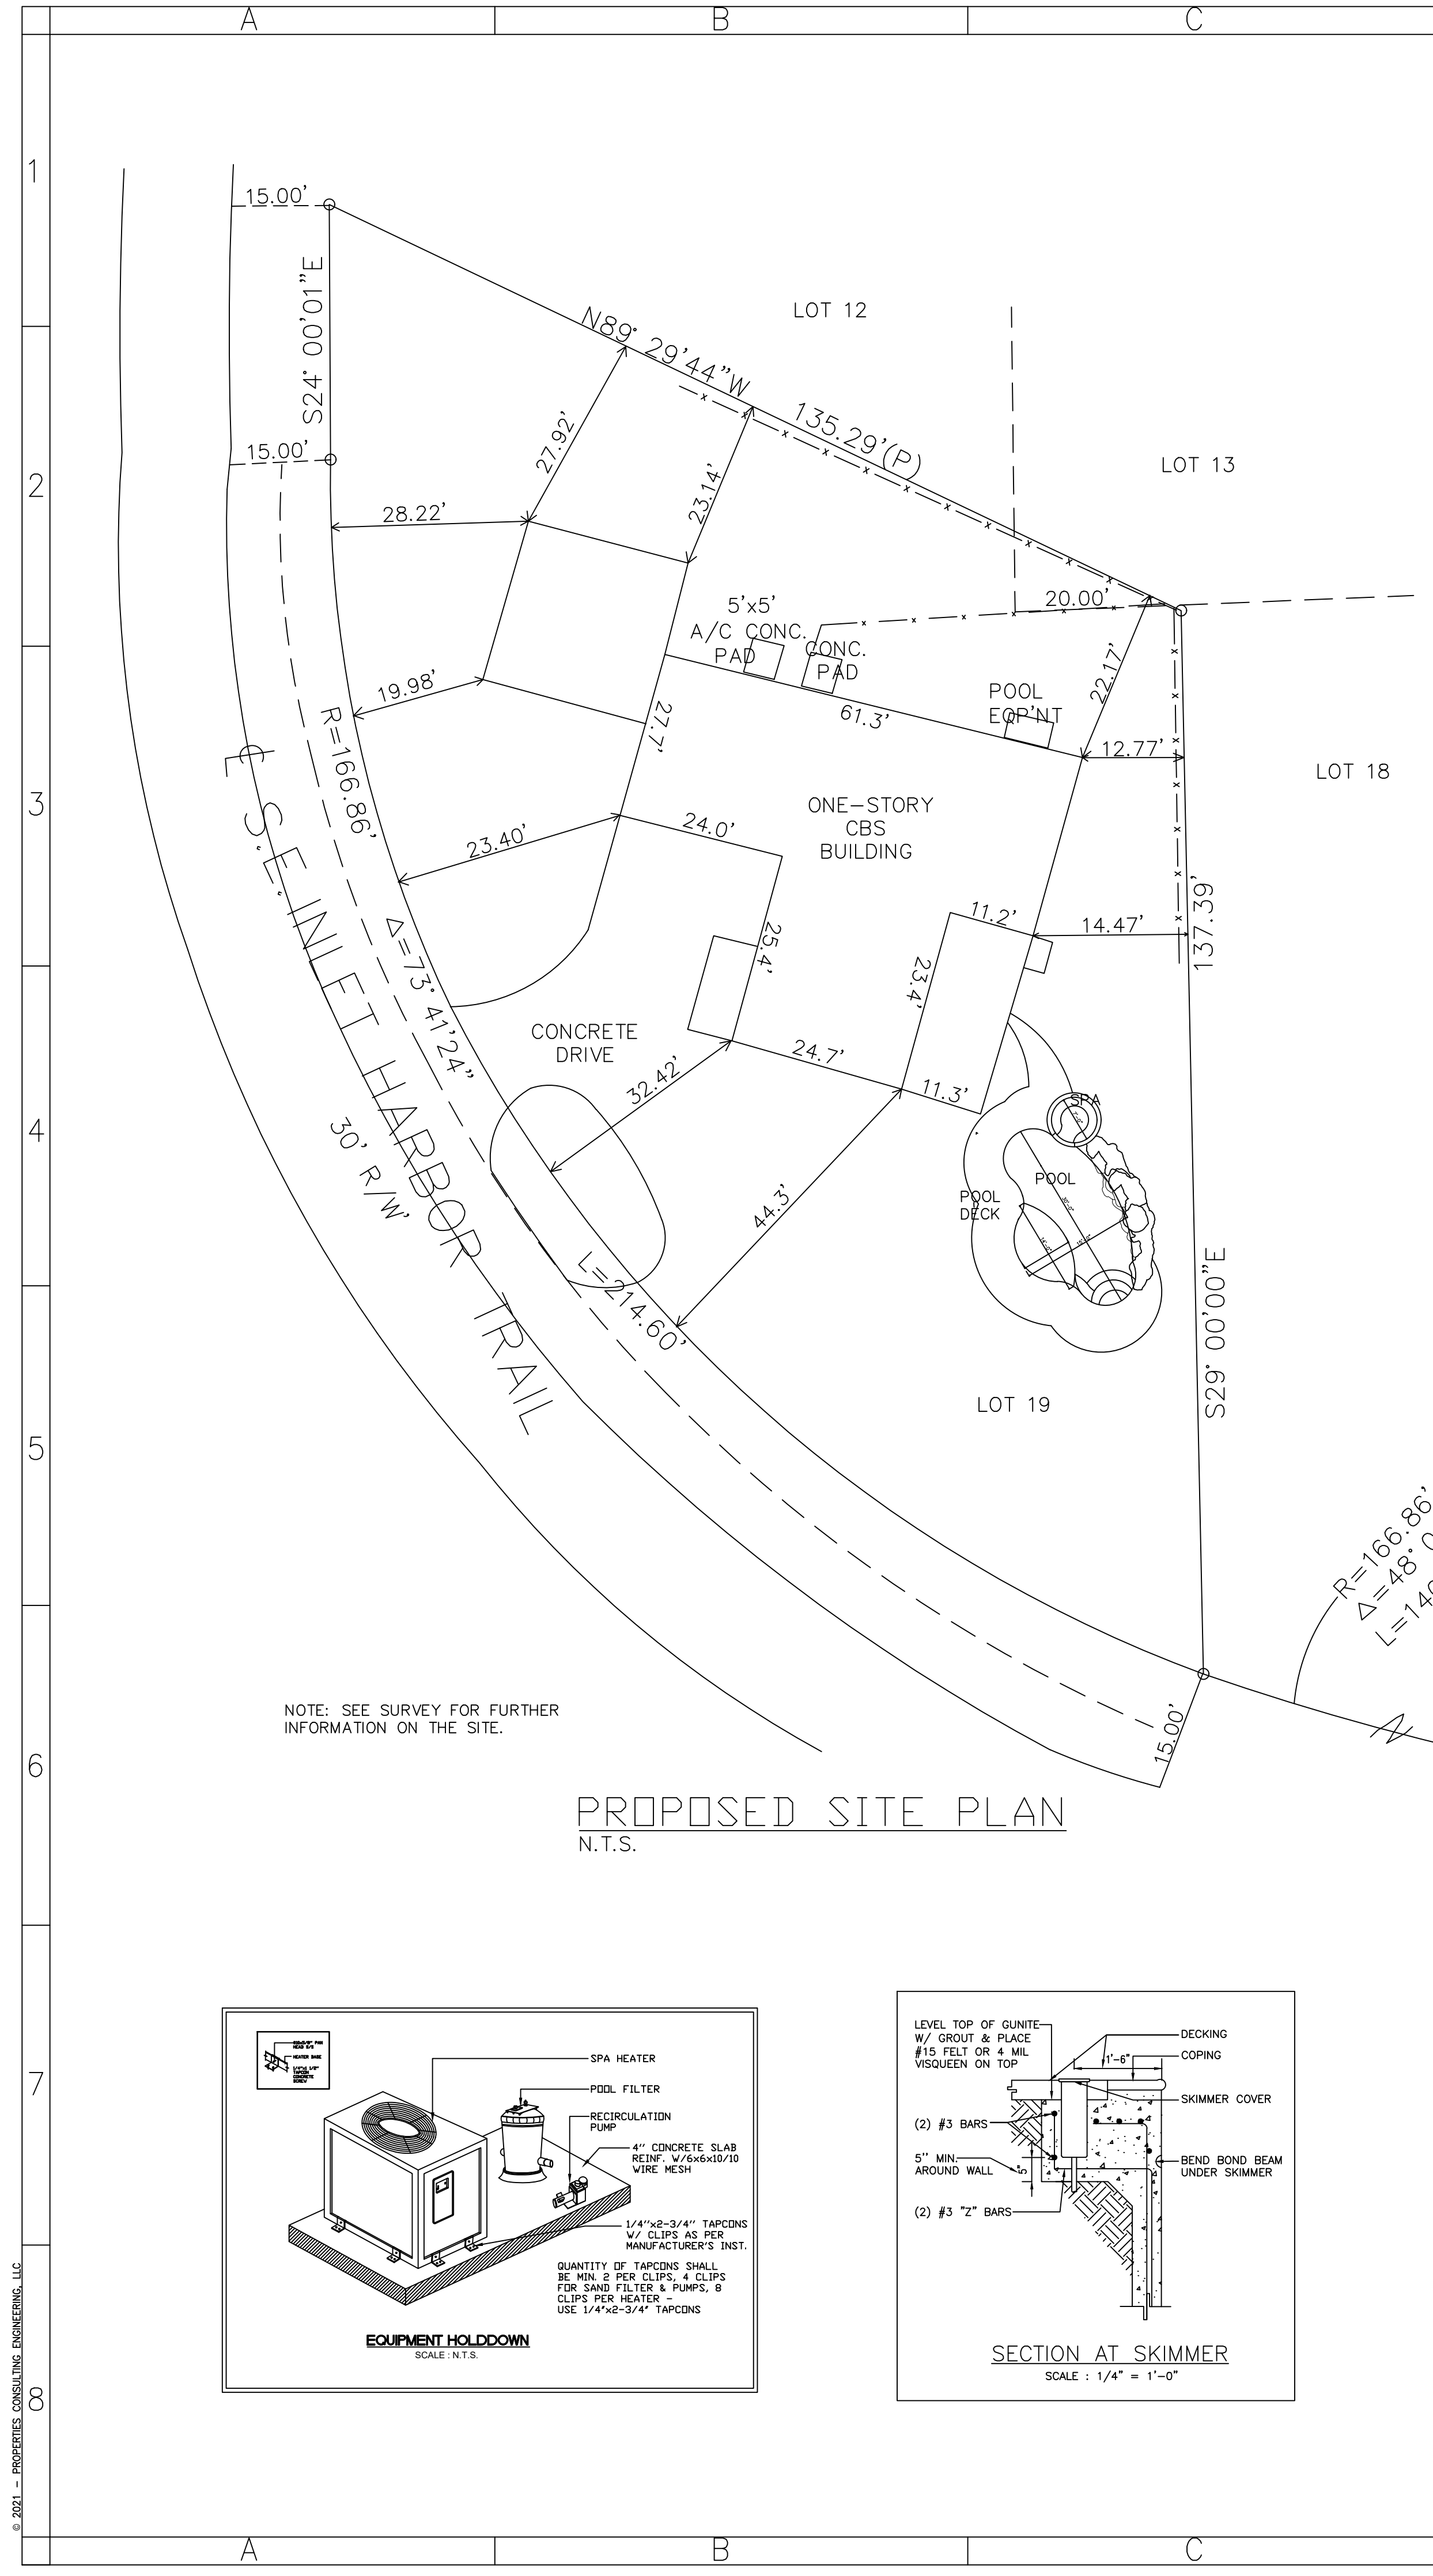 A
B
C
1
15.00'
S24° 00'01"E
LOT 12
N89° 29'44"W
135.29'(P)
27.92'
15.00'
LOT 13
2
23.14'
28.22'
20.00'
5'x5'
A/C CONC.
PAD
CONC.
PAD
22.17'
19.98'
POOL
EQP'NT
61.3'
27.7'
R=166.86'
12.77'
LOT 18
3
ONE-STORY
CBS
BUILDING
24.0'
23.40'
137.39'
11.2'
14.47'
25.4'
23.4'
Δ=73° 41'24"
℄ S.E. INLET HARBOR TRAIL
30' R/W'
CONCRETE
DRIVE
24.7'
32.42'
11.3'
SPA
4
POOL
POOL
DECK
44.3'
L=214.60'
S29° 00'00"E
LOT 19
5
R=166.86'
Δ=48°
NOTE: SEE SURVEY FOR FURTHER
INFORMATION ON THE SITE.
15.00'
6
PROPOSED SITE PLAN
N.T.S.
7
HEATER BASE
TAPCON
CONCRETE
SCREW
SPA HEATER
POOL FILTER
RECIRCULATION
PUMP
4" CONCRETE SLAB
REINF. W/6x6x10/10
WIRE MESH
1/4"x2-3/4" TAPCONS
W/ CLIPS AS PER
MANUFACTURER'S INST.
QUANTITY OF TAPCONS SHALL
BE MIN. 2 PER CLIPS, 4 CLIPS
FOR SAND FILTER & PUMPS, 8
CLIPS PER HEATER -
USE 1/4"x2-3/4" TAPCONS
EQUIPMENT HOLDDOWN
SCALE : N.T.S.
LEVEL TOP OF GUNITE
W/ GROUT & PLACE
#15 FELT OR 4 MIL
VISQUEEN ON TOP
DECKING
1'-6"
COPING
SKIMMER COVER
(2) #3 BARS
5" MIN.
AROUND WALL
5"
BEND BOND BEAM
UNDER SKIMMER
(2) #3 "Z" BARS
SECTION AT SKIMMER
SCALE : 1/4" = 1'-0"
8
© 2021 - PROPERTIES CONSULTING ENGINEERING, LLC
A
B
C